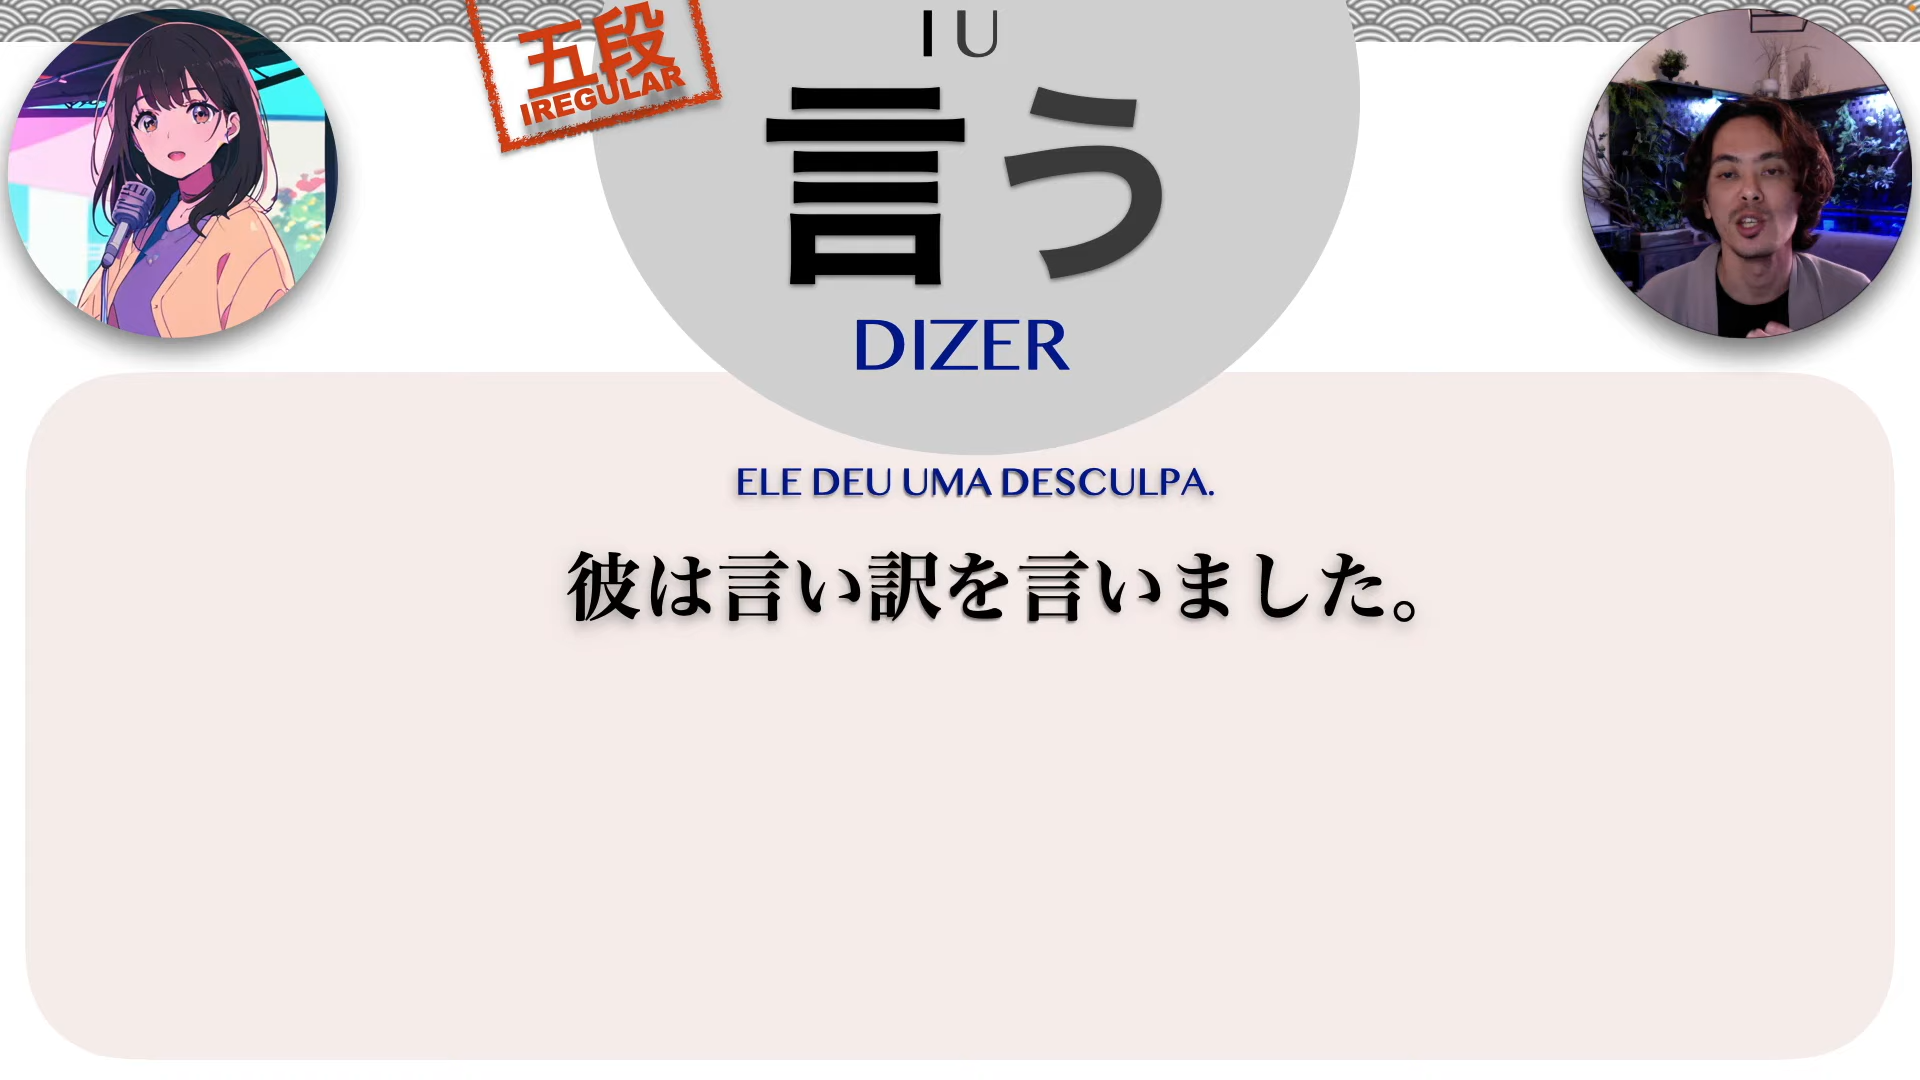 五段
IREGULAR
I U
言う
DIZER
ELE DEU UMA DESCULPA.
彼は言い訳を言いました。